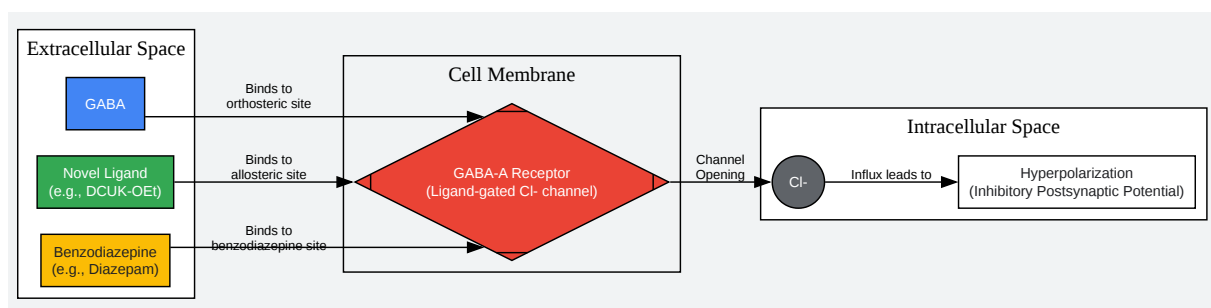 Extracellular Space
GABA
Novel Ligand
(e.g., DCUK-OEt)
Benzodiazepine
(e.g., Diazepam)
Binds to
orthosteric site
Binds to
allosteric site
Binds to
benzodiazepine site
Cell Membrane
GABA-A Receptor
(Ligand-gated Cl- channel)
Channel
Opening
Intracellular Space
Cl-
Influx leads to
Hyperpolarization
(Inhibitory Postsynaptic Potential)